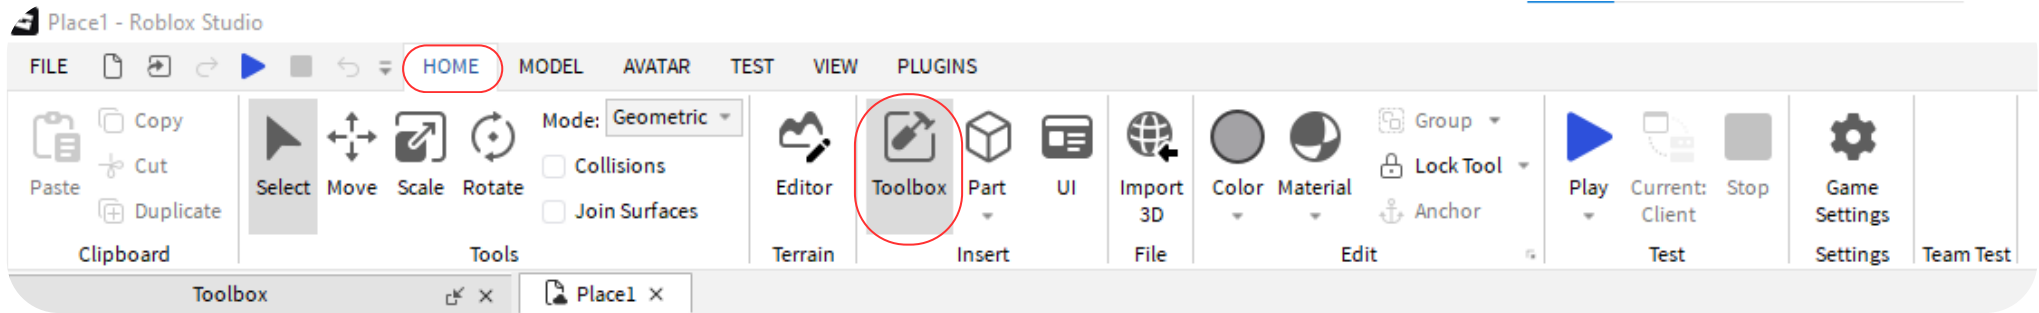 Place1 - Roblox Studio
FILE HOME MODEL AVATAR TEST VIEW PLUGINS
Paste
Copy
Cut
Duplicate
Clipboard
Select Move Scale Rotate
Mode: Geometric
Collisions
Join Surfaces
Tools
Editor
Terrain
Toolbox Part UI
Insert
Import
3D
File
Color Material
Group
Lock Tool
Anchor
Edit
Play
Current:
Client
Stop
Test
Game
Settings
Settings
Team Test
Toolbox
Place1